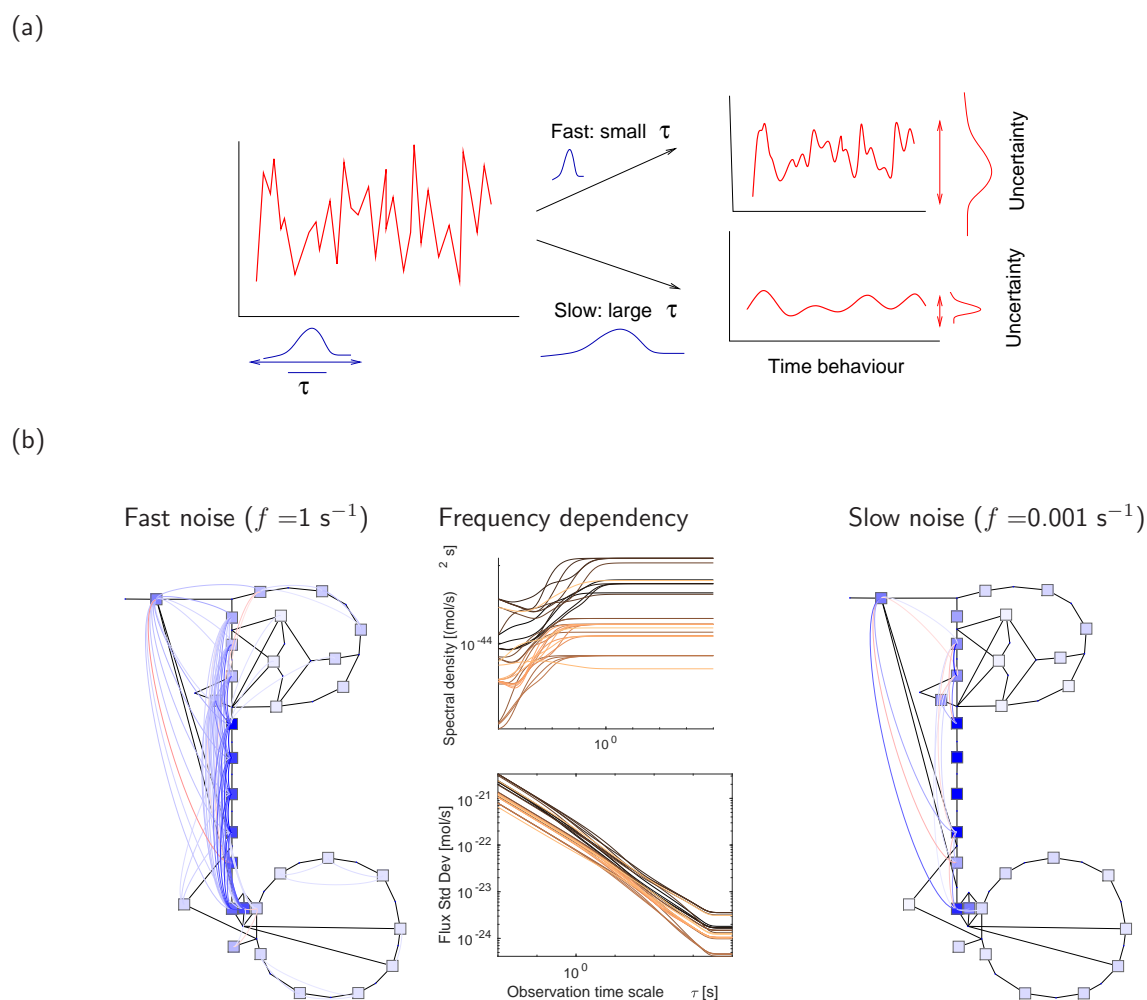 (a)
Fast: small τ
Uncertainty
τ
Slow: large τ
Uncertainty
Time behaviour
(b)
Fast noise (f =1 s⁻¹)
Frequency dependency
Slow noise (f =0.001 s⁻¹)
Spectral density [(mol/s)² s]
10⁻⁴⁴
10⁰
Flux Std Dev [mol/s]
10⁻²¹
10⁻²²
10⁻²³
10⁻²⁴
10⁰
Observation time scale τ [s]